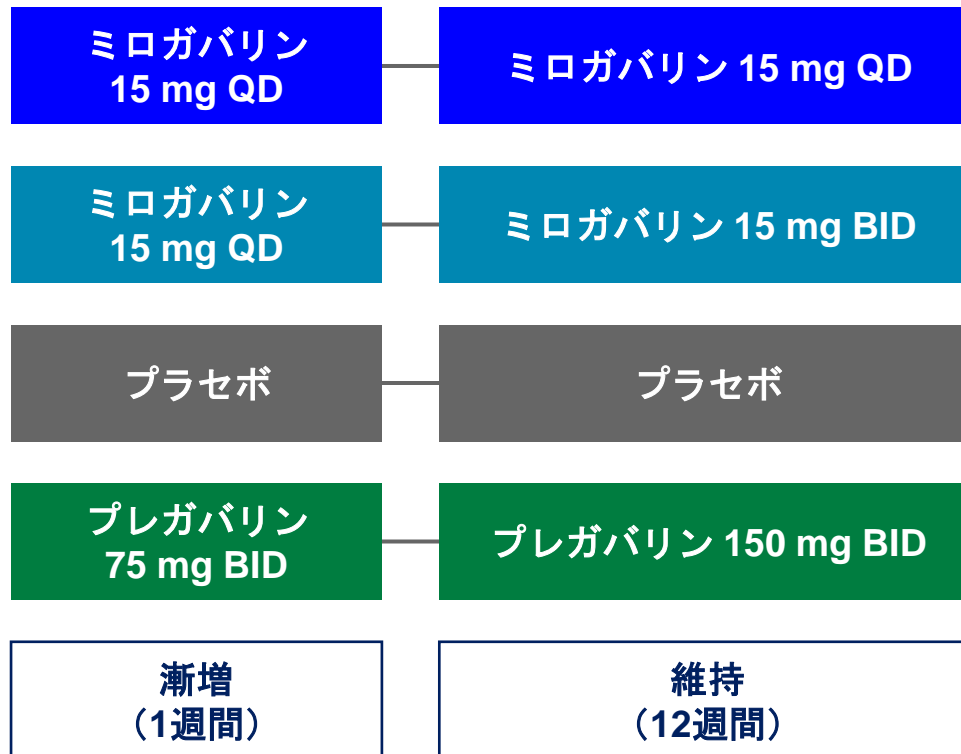 ミロガバリン
15 mg QD
ミロガバリン 15 mg QD
ミロガバリン
15 mg QD
ミロガバリン 15 mg BID
プラセボ
プラセボ
プレガバリン
75 mg BID
プレガバリン 150 mg BID
漸増
（1週間）
維持
（12週間）